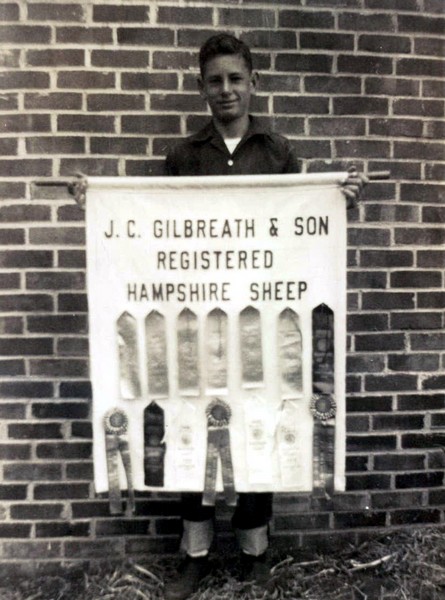 J. C. GILBREATH & SON
REGISTERED
HAMPSHIRE SHEEP